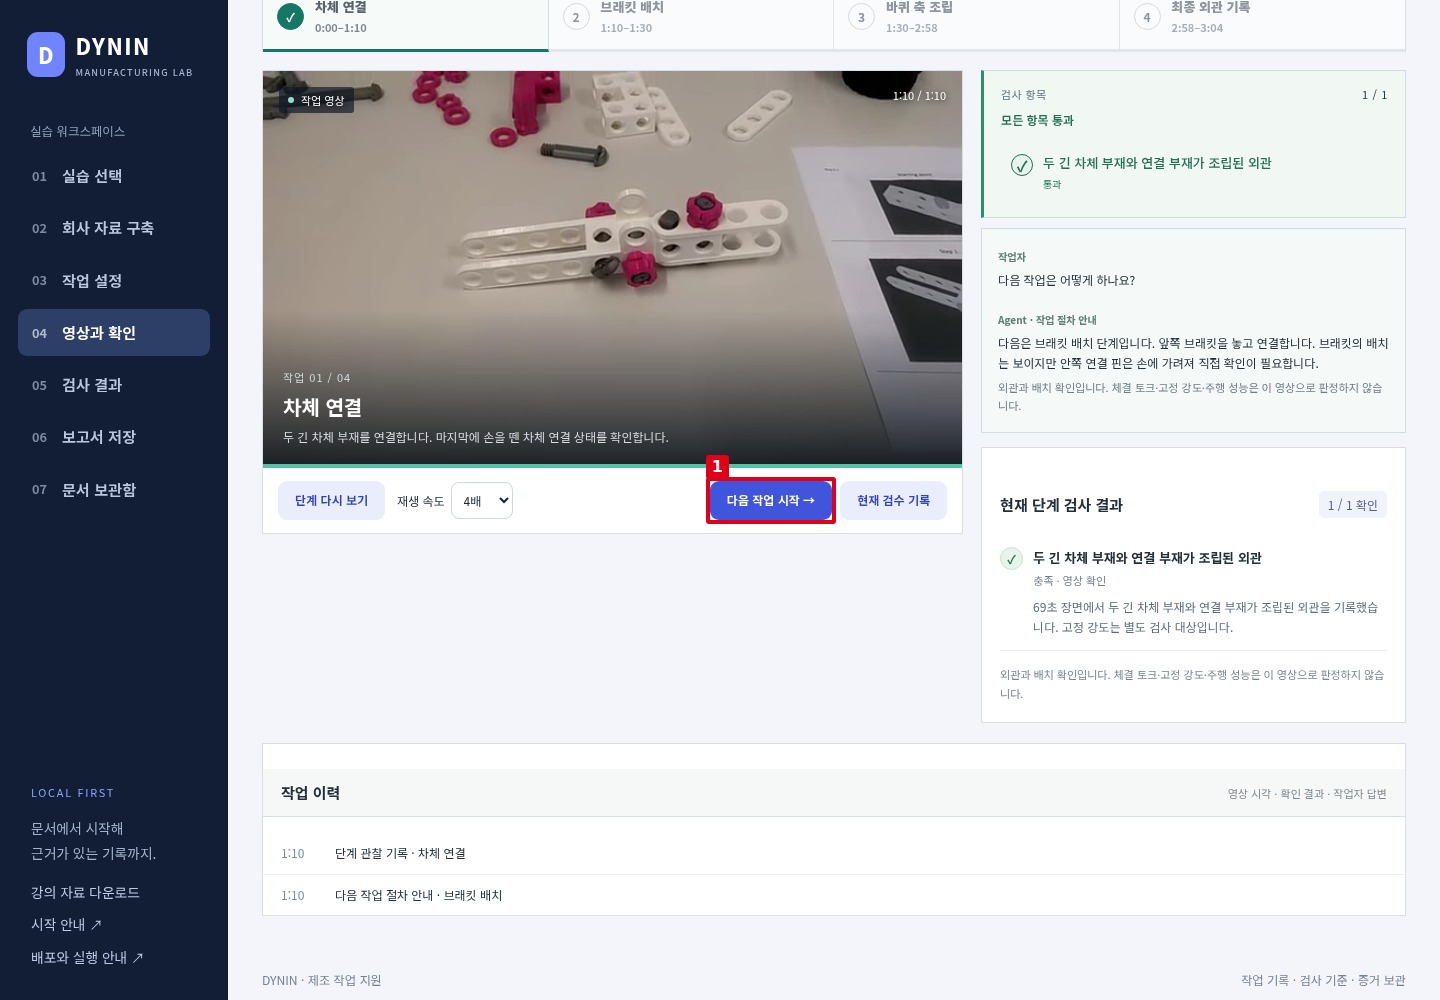 D
DYNIN
MANUFACTURING LAB
실습 워크스페이스
01 실습 선택
02 회사 자료 구축
03 작업 설정
04 영상과 확인
05 검사 결과
06 보고서 저장
07 문서 보관함
LOCAL FIRST
문서에서 시작해
근거가 있는 기록까지.
강의 자료 다운로드
시작 안내 ↗
배포와 실행 안내 ↗
✓ 차체 연결
0:00–1:10
2 브래킷 배치
1:10–1:30
3 바퀴 축 조립
1:30–2:58
4 최종 외관 기록
2:58–3:04
작업 영상
1:10 / 1:10
작업 01 / 04
차체 연결
두 긴 차체 부재를 연결합니다. 마지막에 손을 뗀 차체 연결 상태를 확인합니다.
1
단계 다시 보기 재생 속도 4배 다음 작업 시작 → 현재 검수 기록
검사 항목 1 / 1
모든 항목 통과
✓ 두 긴 차체 부재와 연결 부재가 조립된 외관
통과
작업자
다음 작업은 어떻게 하나요?
Agent · 작업 절차 안내
다음은 브래킷 배치 단계입니다. 앞쪽 브래킷을 놓고 연결합니다. 브래킷의 배치
는 보이지만 안쪽 연결 핀은 손에 가려져 직접 확인이 필요합니다.
외관과 배치 확인입니다. 체결 토크·고정 강도·주행 성능은 이 영상으로 판정하지 않습
니다.
현재 단계 검사 결과 1 / 1 확인
✓ 두 긴 차체 부재와 연결 부재가 조립된 외관
충족 · 영상 확인
69초 장면에서 두 긴 차체 부재와 연결 부재가 조립된 외관을 기록했습
니다. 고정 강도는 별도 검사 대상입니다.
외관과 배치 확인입니다. 체결 토크·고정 강도·주행 성능은 이 영상으로 판정하지 않습
니다.
작업 이력 영상 시각 · 확인 결과 · 작업자 답변
1:10 단계 관찰 기록 · 차체 연결
1:10 다음 작업 절차 안내 · 브래킷 배치
DYNIN · 제조 작업 지원 작업 기록 · 검사 기준 · 증거 보관